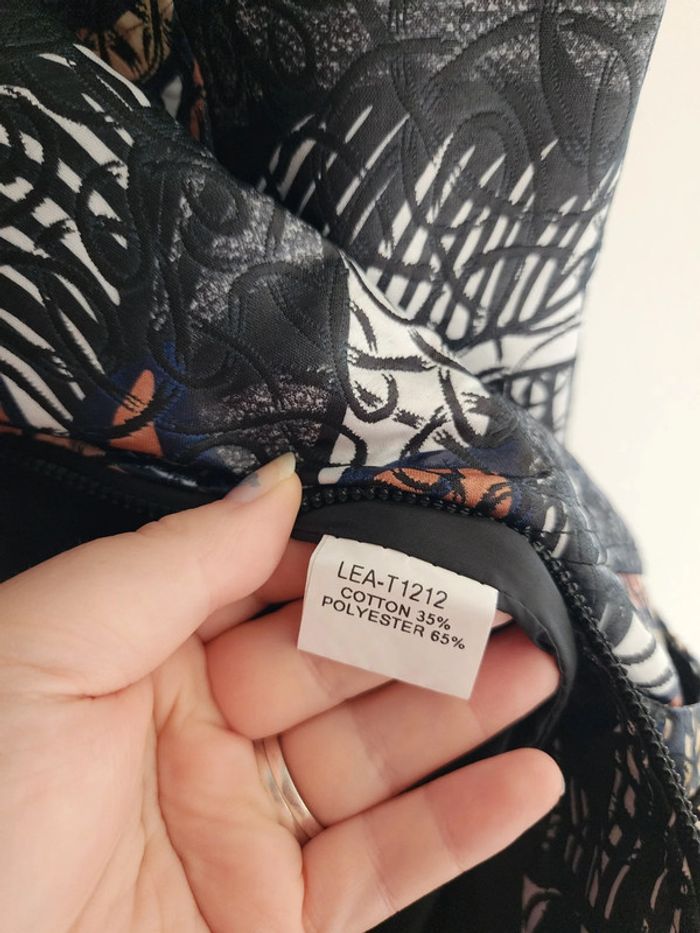 LEA-T1212
COTTON 35%
POLYESTER 65%